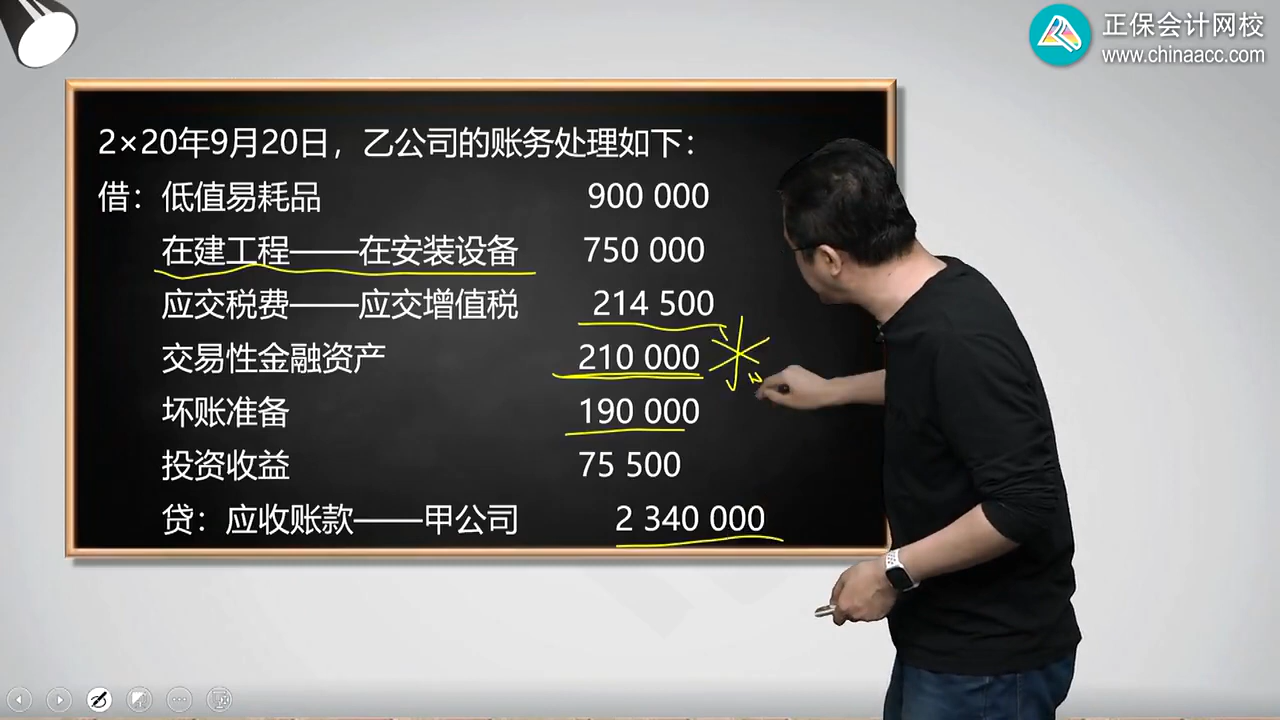 正保会计网校
www.chinaacc.com
2×20年9月20日，乙公司的账务处理如下：
借：低值易耗品 900 000
在建工程——在安装设备 750 000
应交税费——应交增值税 214 500
交易性金融资产 210 000
坏账准备 190 000
投资收益 75 500
贷：应收账款——甲公司 2 340 000